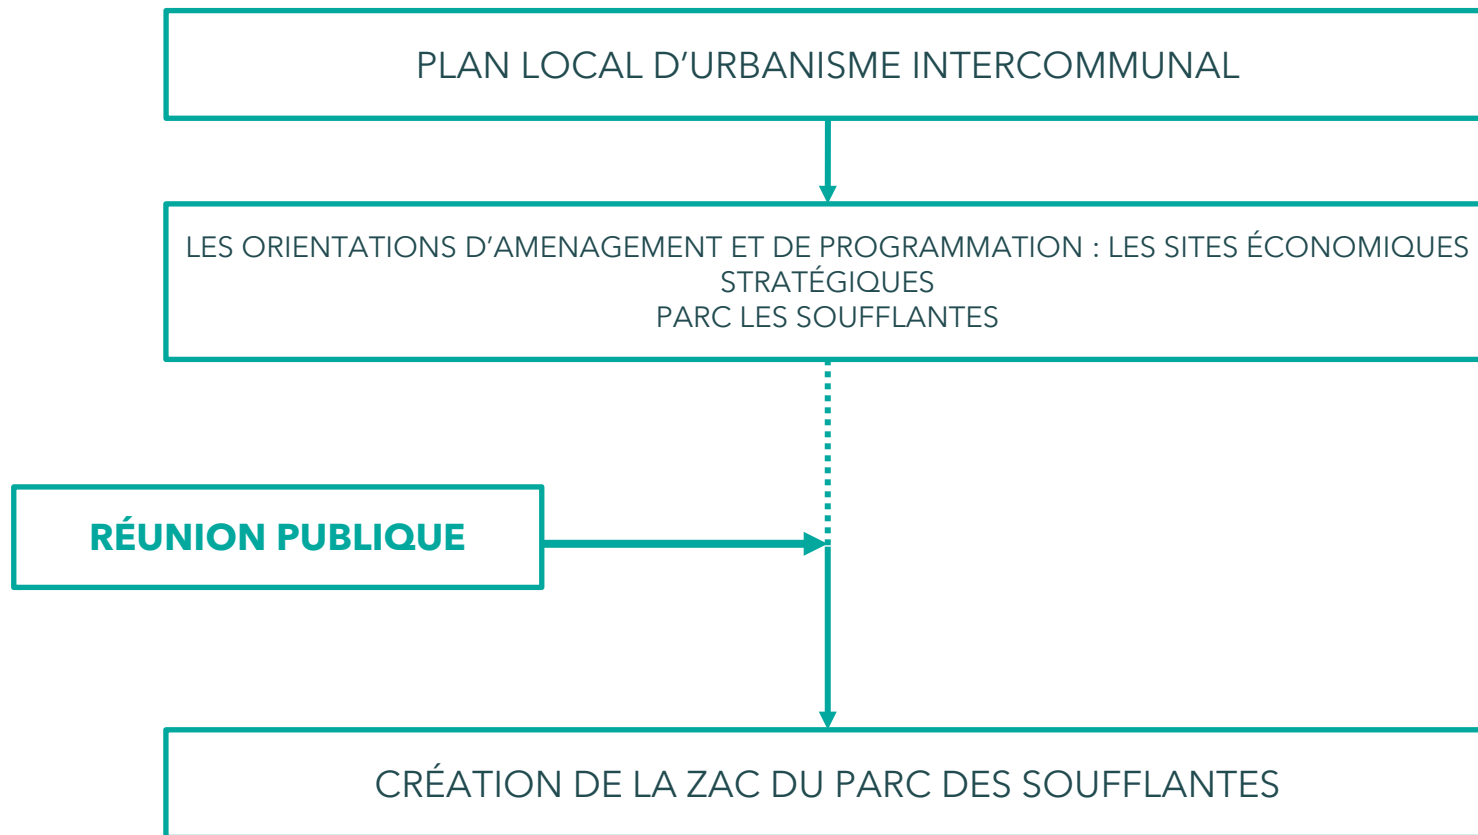 PLAN LOCAL D’URBANISME INTERCOMMUNAL
LES ORIENTATIONS D’AMENAGEMENT ET DE PROGRAMMATION : LES SITES ÉCONOMIQUES
STRATÉGIQUES
PARC LES SOUFFLANTES
RÉUNION PUBLIQUE
CRÉATION DE LA ZAC DU PARC DES SOUFFLANTES